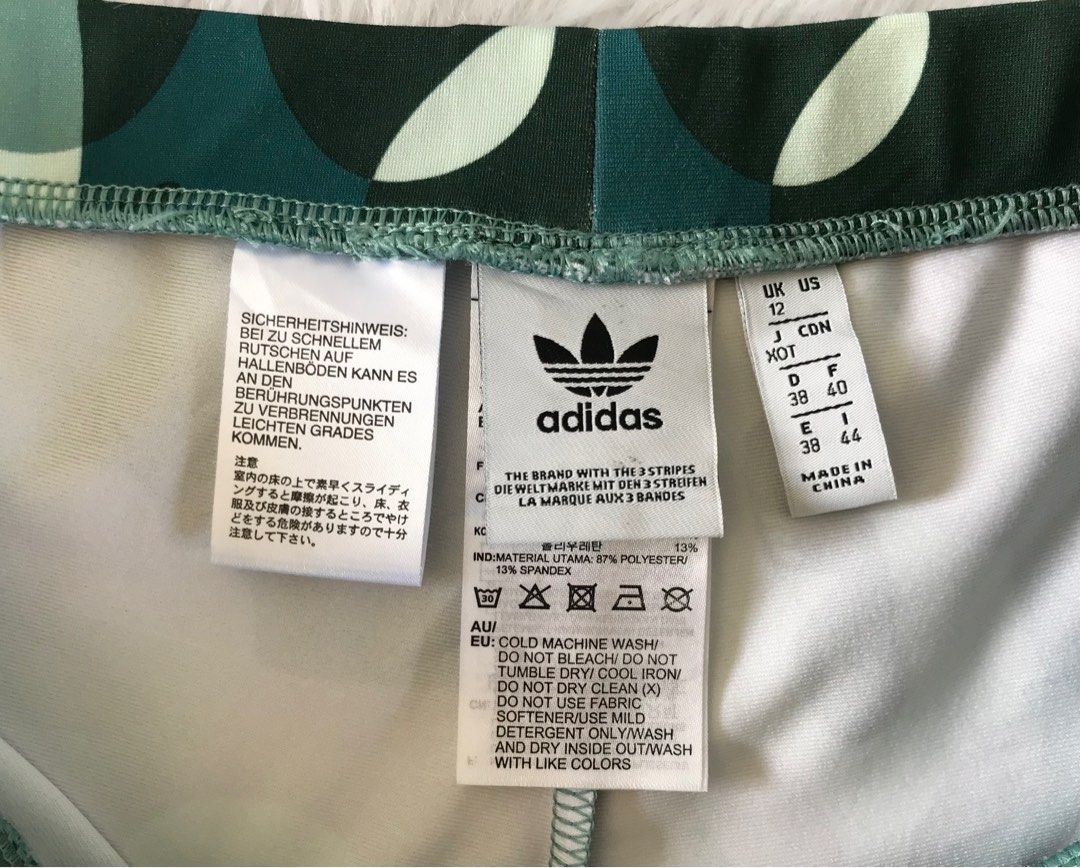 SICHERHEITSHINWEIS:
BEI ZU SCHNELLEM
RUTSCHEN AUF
HALLENBÖDEN KANN ES
AN DEN
BERÜHRUNGSPUNKTEN
ZU VERBRENNUNGEN
LEICHTEN GRADES
KOMMEN.
注意
室内の床の上で素早くスライディ
ングすると摩擦が起こり、床、衣
服及び皮膚の接するところでやけ
どをする危険がありますので十分
注意して下さい。
adidas
THE BRAND WITH THE 3 STRIPES
DIE WELTMARKE MIT DEN 3 STREIFEN
LA MARQUE AUX 3 BANDES
폴리우레탄 13%
IND:MATERIAL UTAMA: 87% POLYESTER/
13% SPANDEX
30
AU/
EU: COLD MACHINE WASH/
DO NOT BLEACH/ DO NOT
TUMBLE DRY/ COOL IRON/
DO NOT DRY CLEAN (X)
DO NOT USE FABRIC
SOFTENER/USE MILD
DETERGENT ONLY/WASH
AND DRY INSIDE OUT/WASH
WITH LIKE COLORS
UK US
12
J CDN
XOT
D F
38 40
E I
38 44
MADE IN
CHINA